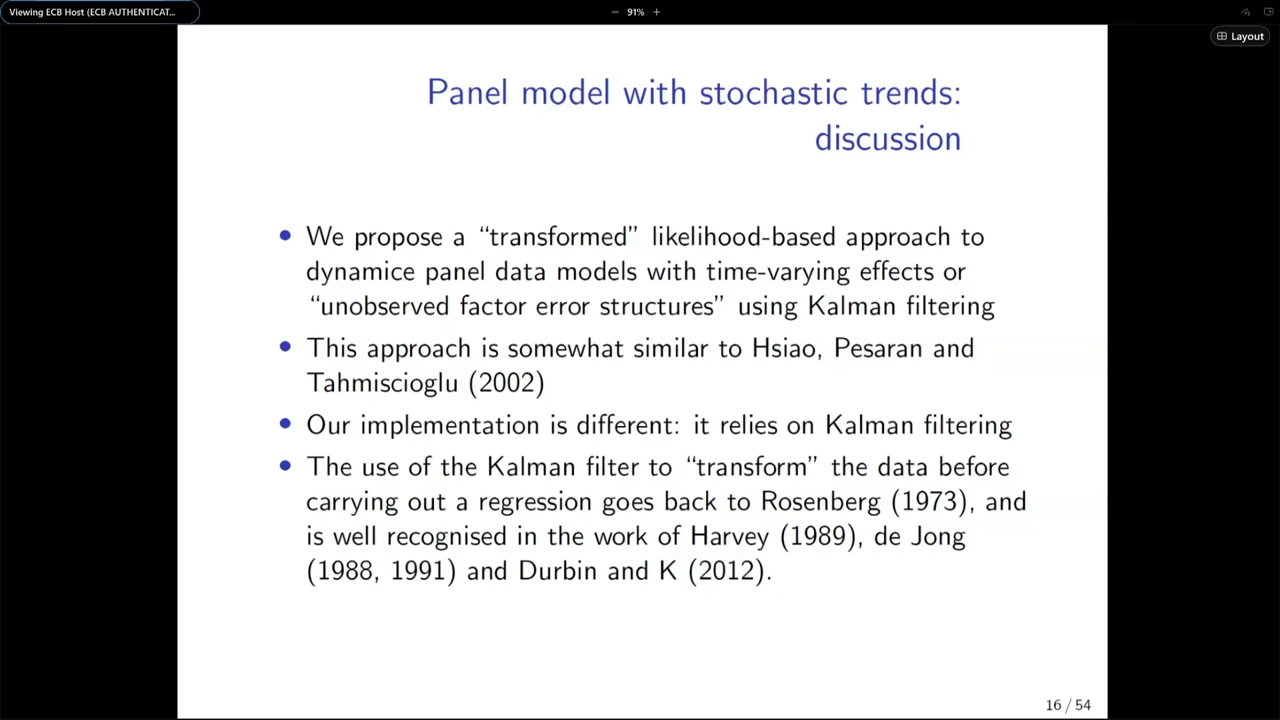 Viewing ECB Host (ECB AUTHENTICAT...
− 91% +
Layout
Panel model with stochastic trends:
discussion
• We propose a “transformed” likelihood-based approach to
dynamice panel data models with time-varying effects or
“unobserved factor error structures” using Kalman filtering
• This approach is somewhat similar to Hsiao, Pesaran and
Tahmiscioglu (2002)
• Our implementation is different: it relies on Kalman filtering
• The use of the Kalman filter to “transform” the data before
carrying out a regression goes back to Rosenberg (1973), and
is well recognised in the work of Harvey (1989), de Jong
(1988, 1991) and Durbin and K (2012).
16 / 54